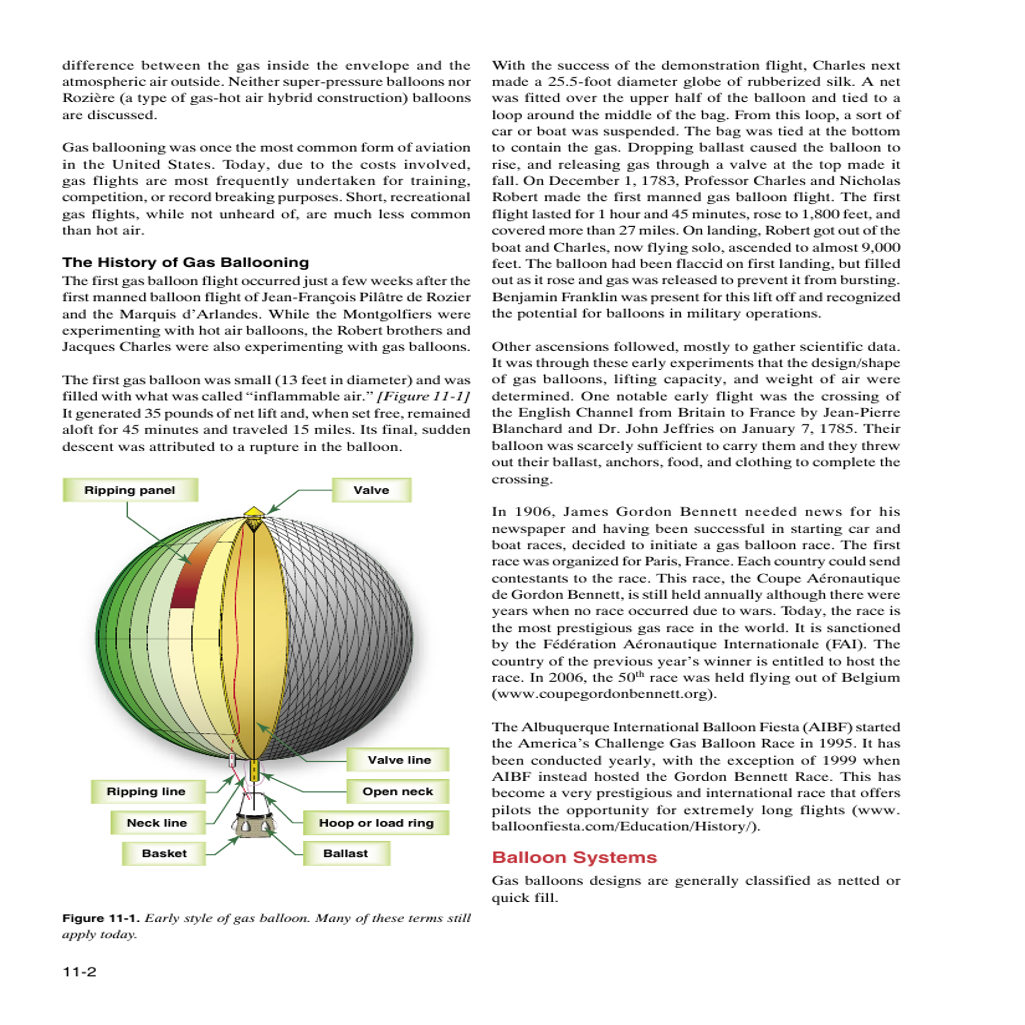 difference between the gas inside the envelope and the
atmospheric air outside. Neither super-pressure balloons nor
Rozière (a type of gas-hot air hybrid construction) balloons
are discussed.
Gas ballooning was once the most common form of aviation
in the United States. Today, due to the costs involved,
gas flights are most frequently undertaken for training,
competition, or record breaking purposes. Short, recreational
gas flights, while not unheard of, are much less common
than hot air.
The History of Gas Ballooning
The first gas balloon flight occurred just a few weeks after the
first manned balloon flight of Jean-François Pilâtre de Rozier
and the Marquis d’Arlandes. While the Montgolfiers were
experimenting with hot air balloons, the Robert brothers and
Jacques Charles were also experimenting with gas balloons.
The first gas balloon was small (13 feet in diameter) and was
filled with what was called “inflammable air.” [Figure 11-1]
It generated 35 pounds of net lift and, when set free, remained
aloft for 45 minutes and traveled 15 miles. Its final, sudden
descent was attributed to a rupture in the balloon.
Ripping panel
Valve
Valve line
Ripping line
Open neck
Neck line
Hoop or load ring
Basket
Ballast
Figure 11-1. Early style of gas balloon. Many of these terms still
apply today.
11-2
With the success of the demonstration flight, Charles next
made a 25.5-foot diameter globe of rubberized silk. A net
was fitted over the upper half of the balloon and tied to a
loop around the middle of the bag. From this loop, a sort of
car or boat was suspended. The bag was tied at the bottom
to contain the gas. Dropping ballast caused the balloon to
rise, and releasing gas through a valve at the top made it
fall. On December 1, 1783, Professor Charles and Nicholas
Robert made the first manned gas balloon flight. The first
flight lasted for 1 hour and 45 minutes, rose to 1,800 feet, and
covered more than 27 miles. On landing, Robert got out of the
boat and Charles, now flying solo, ascended to almost 9,000
feet. The balloon had been flaccid on first landing, but filled
out as it rose and gas was released to prevent it from bursting.
Benjamin Franklin was present for this lift off and recognized
the potential for balloons in military operations.
Other ascensions followed, mostly to gather scientific data.
It was through these early experiments that the design/shape
of gas balloons, lifting capacity, and weight of air were
determined. One notable early flight was the crossing of
the English Channel from Britain to France by Jean-Pierre
Blanchard and Dr. John Jeffries on January 7, 1785. Their
balloon was scarcely sufficient to carry them and they threw
out their ballast, anchors, food, and clothing to complete the
crossing.
In 1906, James Gordon Bennett needed news for his
newspaper and having been successful in starting car and
boat races, decided to initiate a gas balloon race. The first
race was organized for Paris, France. Each country could send
contestants to the race. This race, the Coupe Aéronautique
de Gordon Bennett, is still held annually although there were
years when no race occurred due to wars. Today, the race is
the most prestigious gas race in the world. It is sanctioned
by the Fédération Aéronautique Internationale (FAI). The
country of the previous year’s winner is entitled to host the
race. In 2006, the 50th race was held flying out of Belgium
(www.coupegordonbennett.org).
The Albuquerque International Balloon Fiesta (AIBF) started
the America’s Challenge Gas Balloon Race in 1995. It has
been conducted yearly, with the exception of 1999 when
AIBF instead hosted the Gordon Bennett Race. This has
become a very prestigious and international race that offers
pilots the opportunity for extremely long flights (www.
balloonfiesta.com/Education/History/).
Balloon Systems
Gas balloons designs are generally classified as netted or
quick fill.